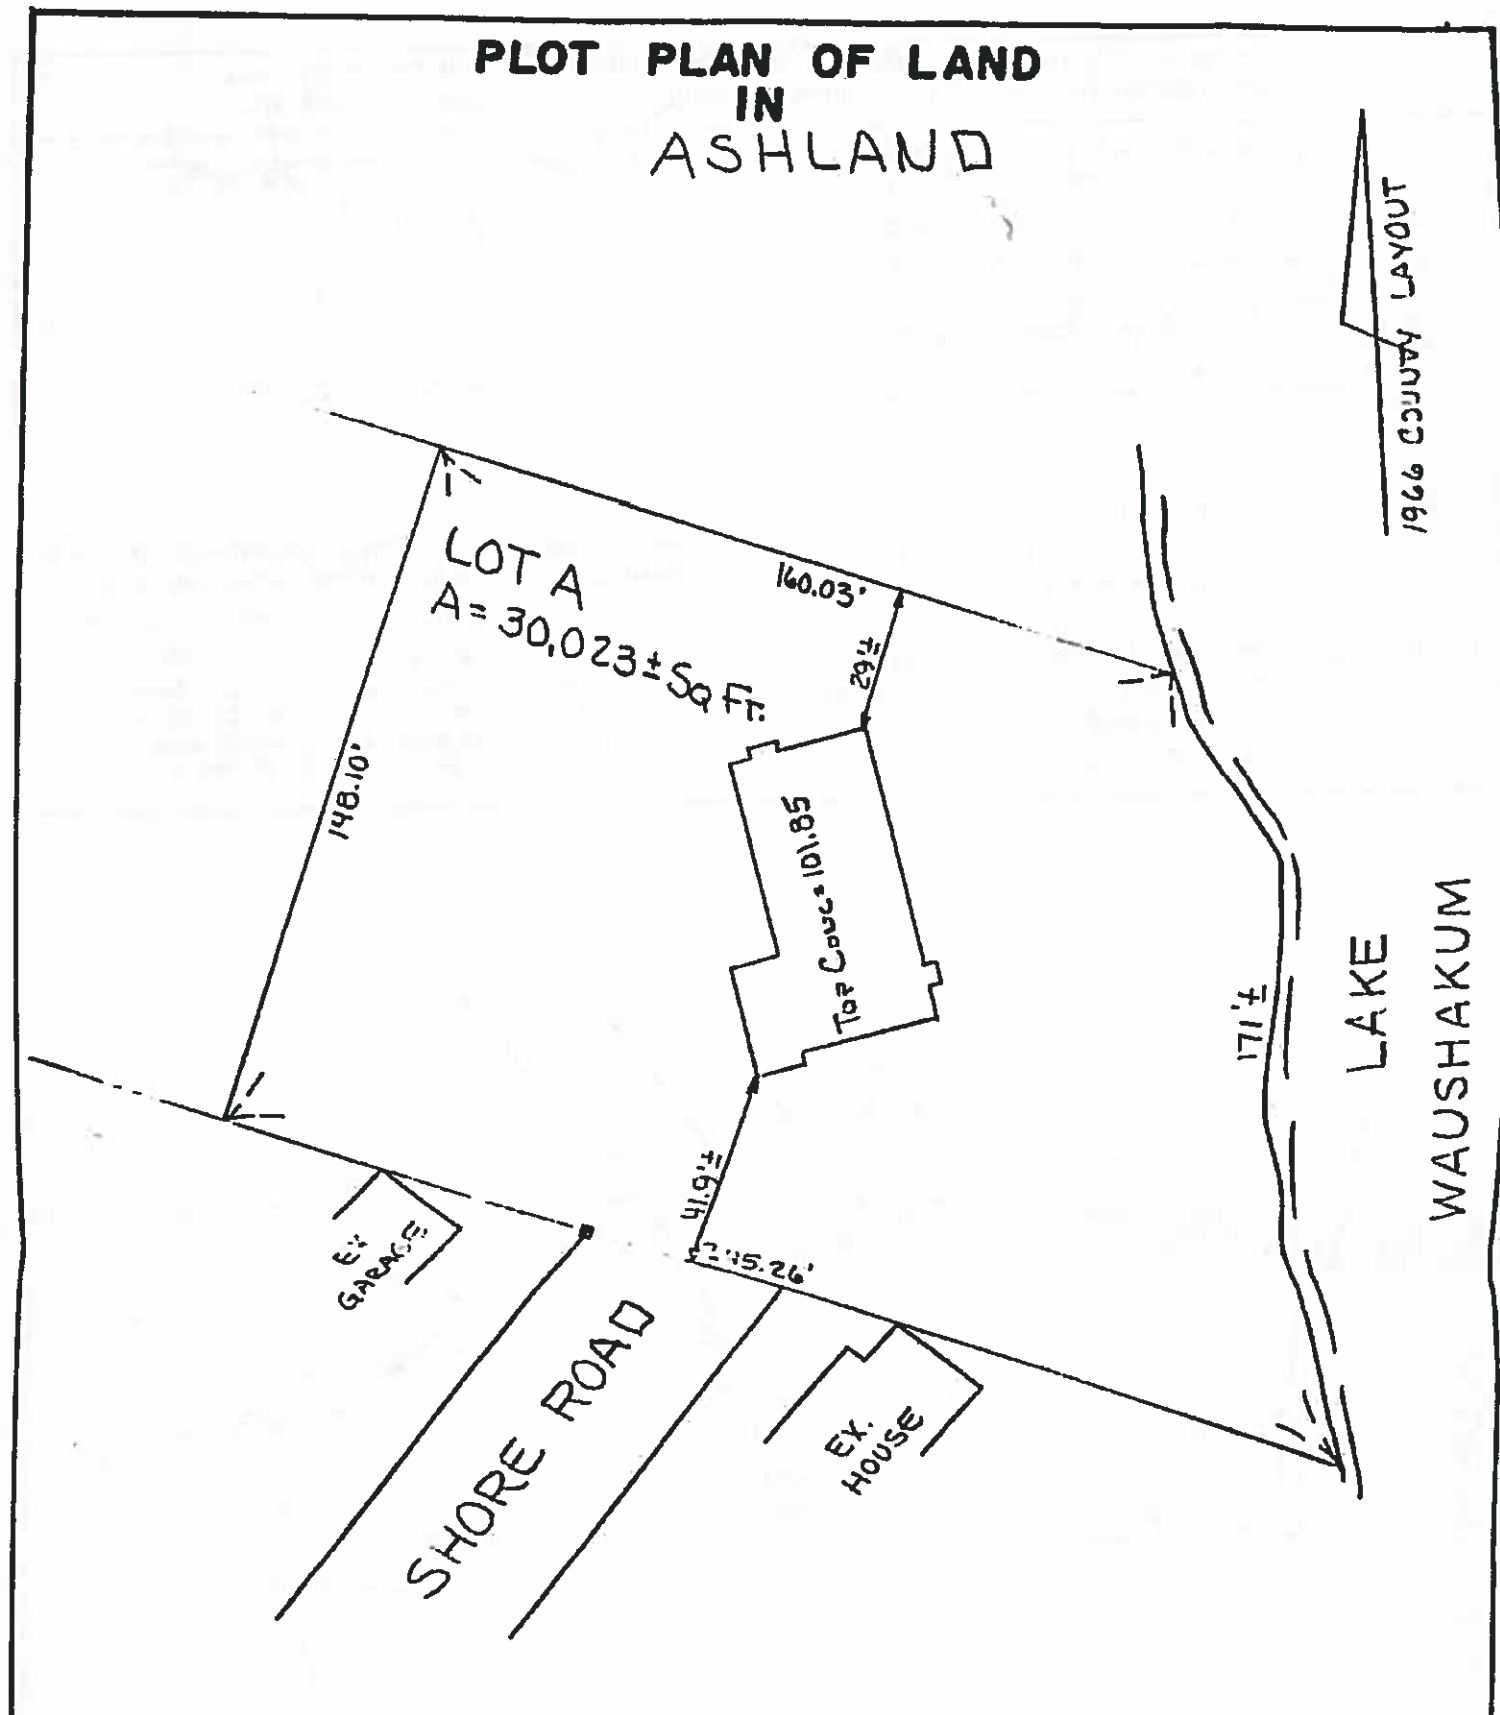 PLOT PLAN OF LAND
IN
ASHLAND
1966 COUNTY LAYOUT
LOT A
A = 30,023± SQ FT.
160.03'
29'±
148.10'
TOP CONC = 101.85
171'±
LAKE
WAUSHAKUM
41.9'±
EX.
GARAGE
SHORE ROAD
EX.
HOUSE